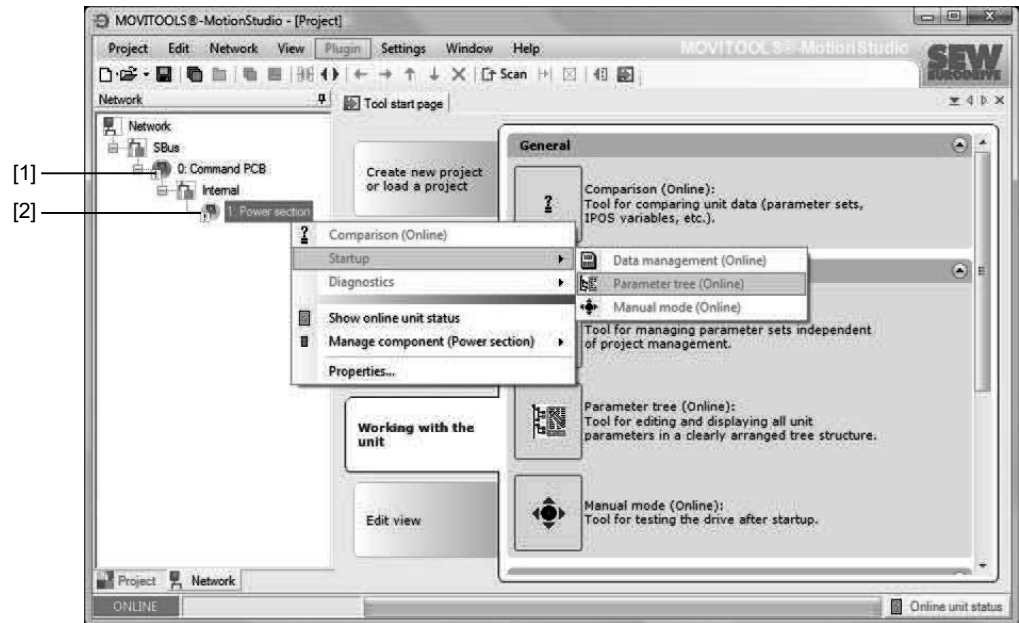 MOVITOOLS®-MotionStudio - [Project]
Project Edit Network View Plugin Settings Window Help
MOVITOOLS®-MotionStudio
SEW
EURODRIVE
Scan
Network
Tool start page
Network
SBus
[1]
0: Command PCB
Internal
[2]
1: Power section
Create new project
or load a project
General
Comparison (Online):
Tool for comparing unit data (parameter sets,
IPOS variables, etc.).
Comparison (Online)
Startup
Diagnostics
Show online unit status
Manage component (Power section)
Properties...
Data management (Online)
Parameter tree (Online)
Manual mode (Online)
Tool for managing parameter sets independent
of project management.
Working with the
unit
Parameter tree (Online):
Tool for editing and displaying all unit
parameters in a clearly arranged tree structure.
Edit view
Manual mode (Online):
Tool for testing the drive after startup.
Project Network
ONLINE
Online unit status